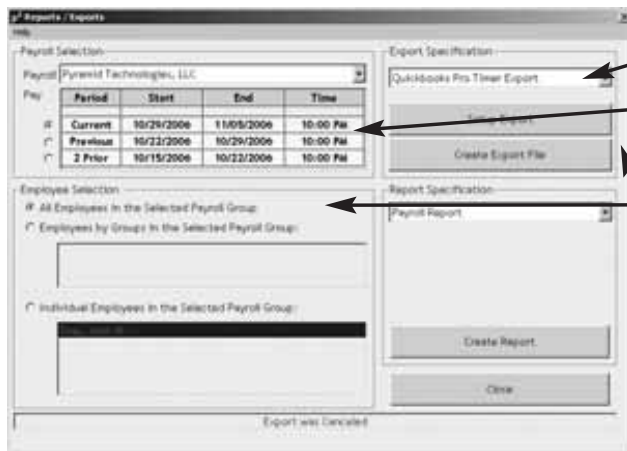 µ² Reports / Exports
Help
Payroll Selection
Payroll Pyramid Technologies, LLC
Pay
Period Start End Time
Current 10/29/2006 11/05/2006 10:00 PM
Previous 10/22/2006 10/29/2006 10:00 PM
2 Prior 10/15/2006 10/22/2006 10:00 PM
Export Specification
Quickbooks Pro Timer Export
Setup Export
Create Export File
Employee Selection
All Employees in the Selected Payroll Group
Employees by Groups in the Selected Payroll Group:
Individual Employees in the Selected Payroll Group:
Report Specification
Payroll Report
Create Report
Close
Export was Canceled